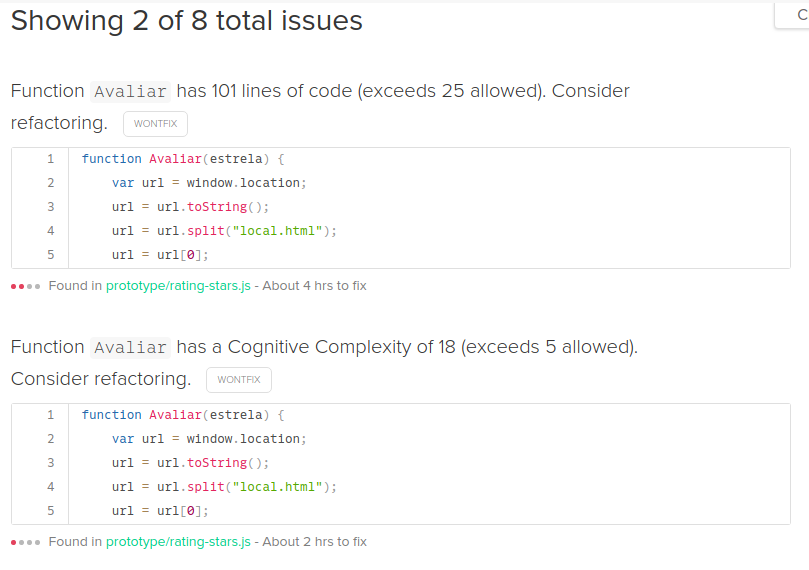 Showing 2 of 8 total issues
C
Function Avaliar has 101 lines of code (exceeds 25 allowed). Consider
refactoring. WONTFIX
1 function Avaliar(estrela) {
2 var url = window.location;
3 url = url.toString();
4 url = url.split("local.html");
5 url = url[0];
Found in prototype/rating-stars.js - About 4 hrs to fix
Function Avaliar has a Cognitive Complexity of 18 (exceeds 5 allowed).
Consider refactoring. WONTFIX
1 function Avaliar(estrela) {
2 var url = window.location;
3 url = url.toString();
4 url = url.split("local.html");
5 url = url[0];
Found in prototype/rating-stars.js - About 2 hrs to fix